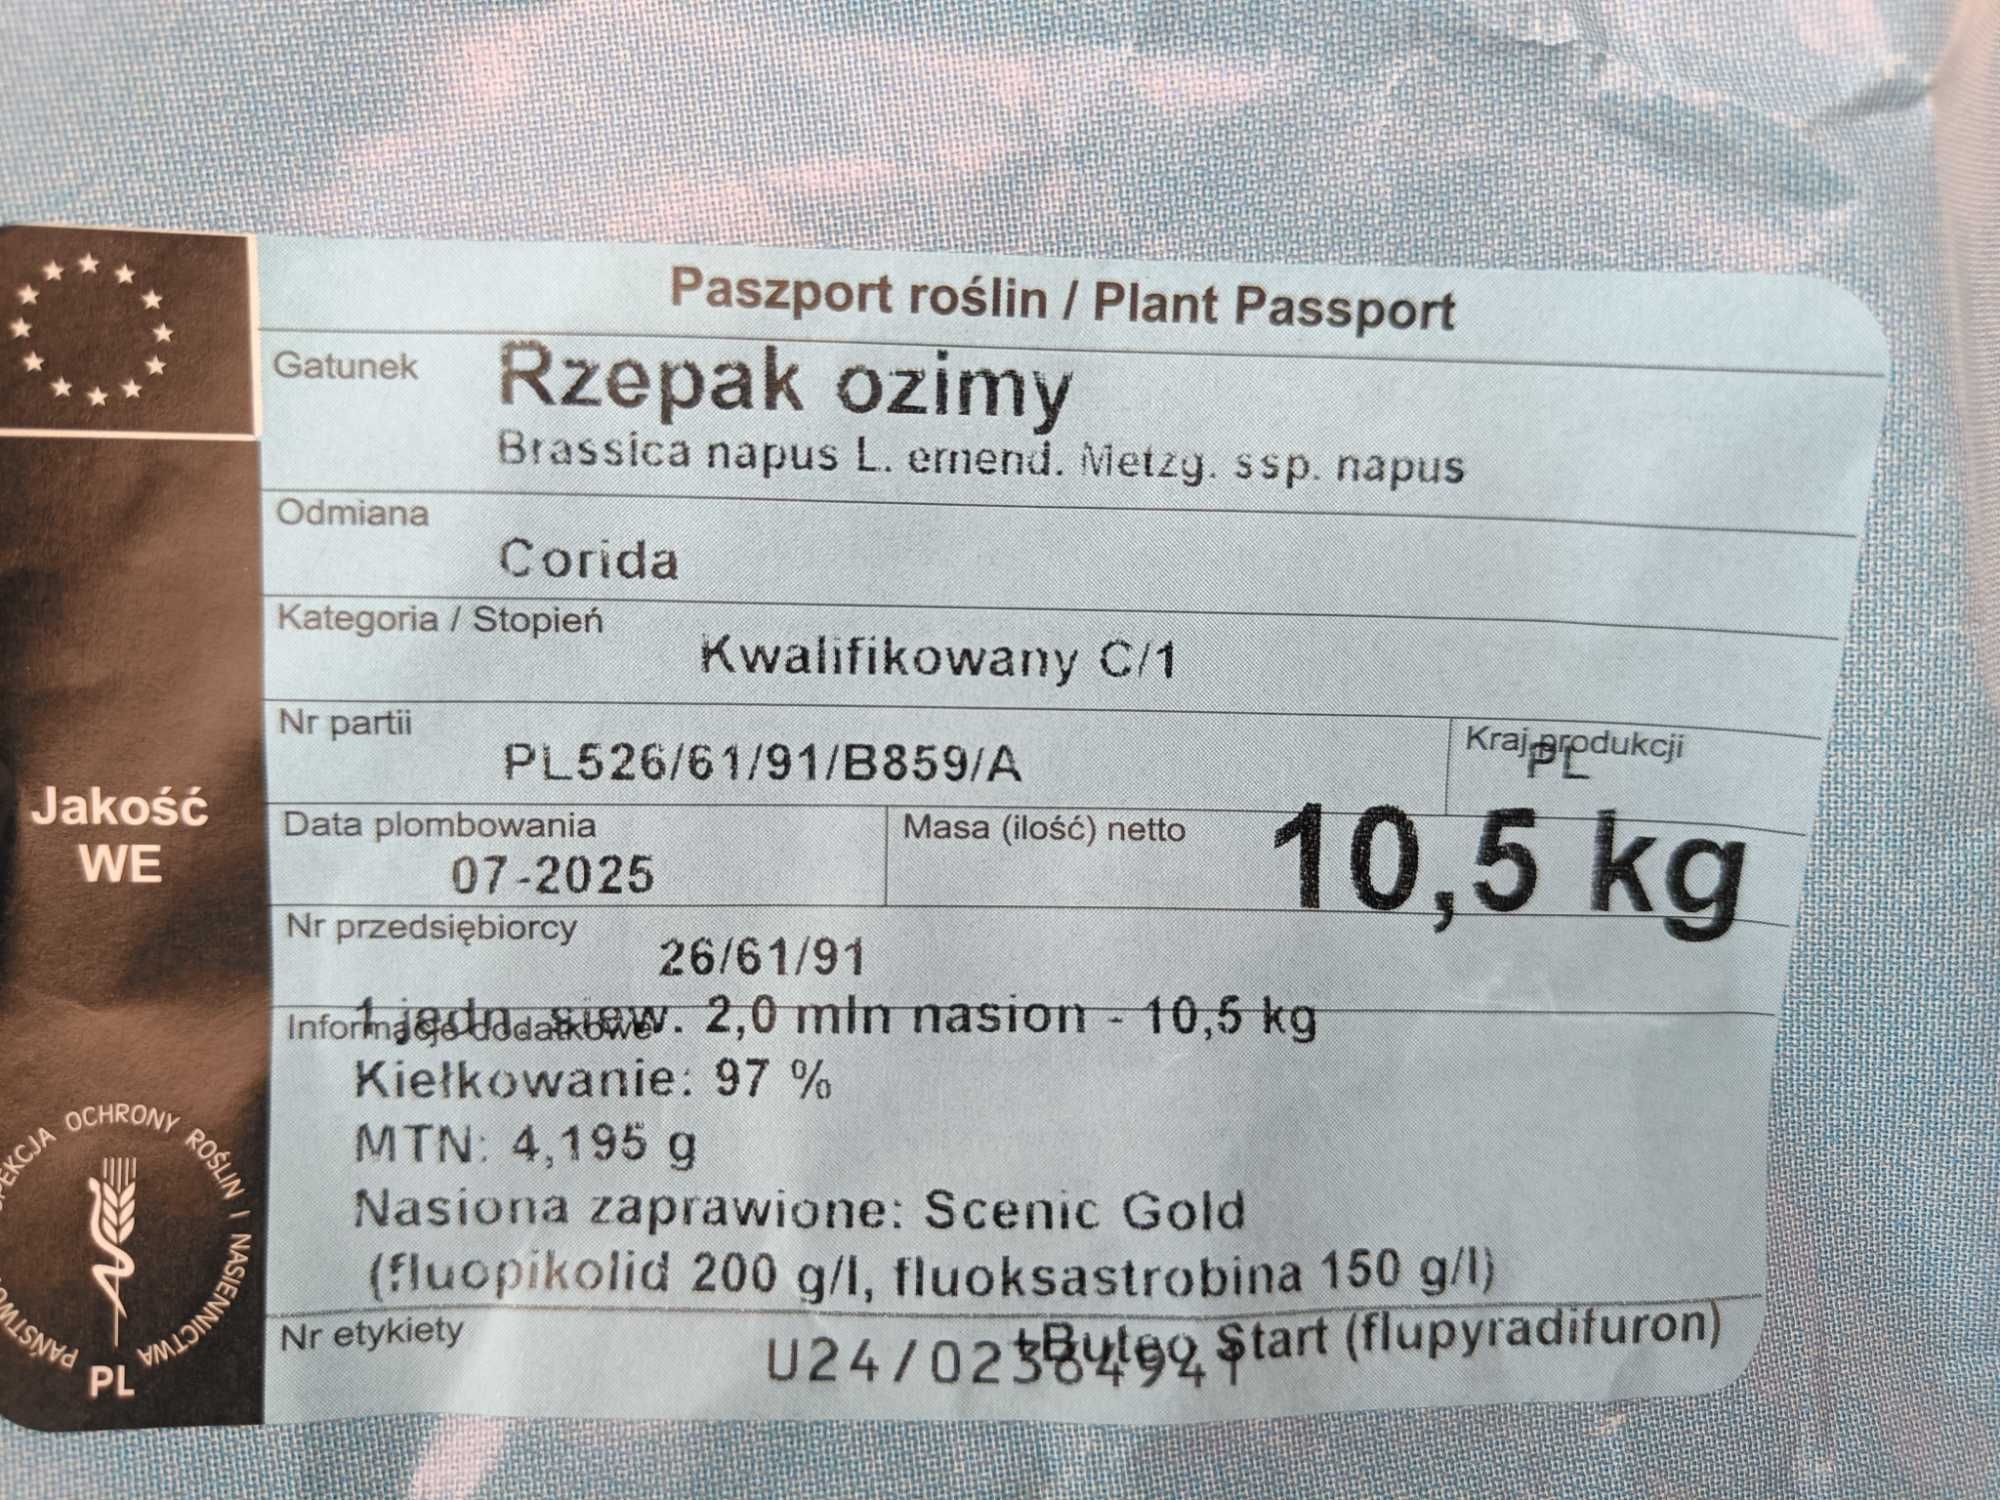 Paszport roślin / Plant Passport
Gatunek Rzepak ozimy
Brassica napus L. emend. Metzg. ssp. napus
Odmiana
Corida
Kategoria / Stopień
Kwalifikowany C/1
Nr partii
PL526/61/91/B859/A
Kraj produkcji
PL
Data plombowania
07-2025
Masa (ilość) netto 10,5 kg
Nr przedsiębiorcy
26/61/91
Informacje dodatkowe
1 jedn. siew. 2,0 mln nasion - 10,5 kg
Kiełkowanie: 97 %
MTN: 4,195 g
Nasiona zaprawione: Scenic Gold
(fluopikolid 200 g/l, fluoksastrobina 150 g/l)
+Buteo Start (flupyradifuron)
Nr etykiety
Jakość
WE
OCHRONY ROŚLIN I NASIENNICTWA
PL